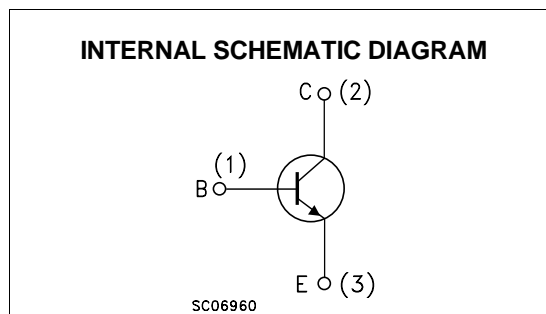 INTERNAL SCHEMATIC DIAGRAM
C (2)
(1)
B
E (3)
SC06960